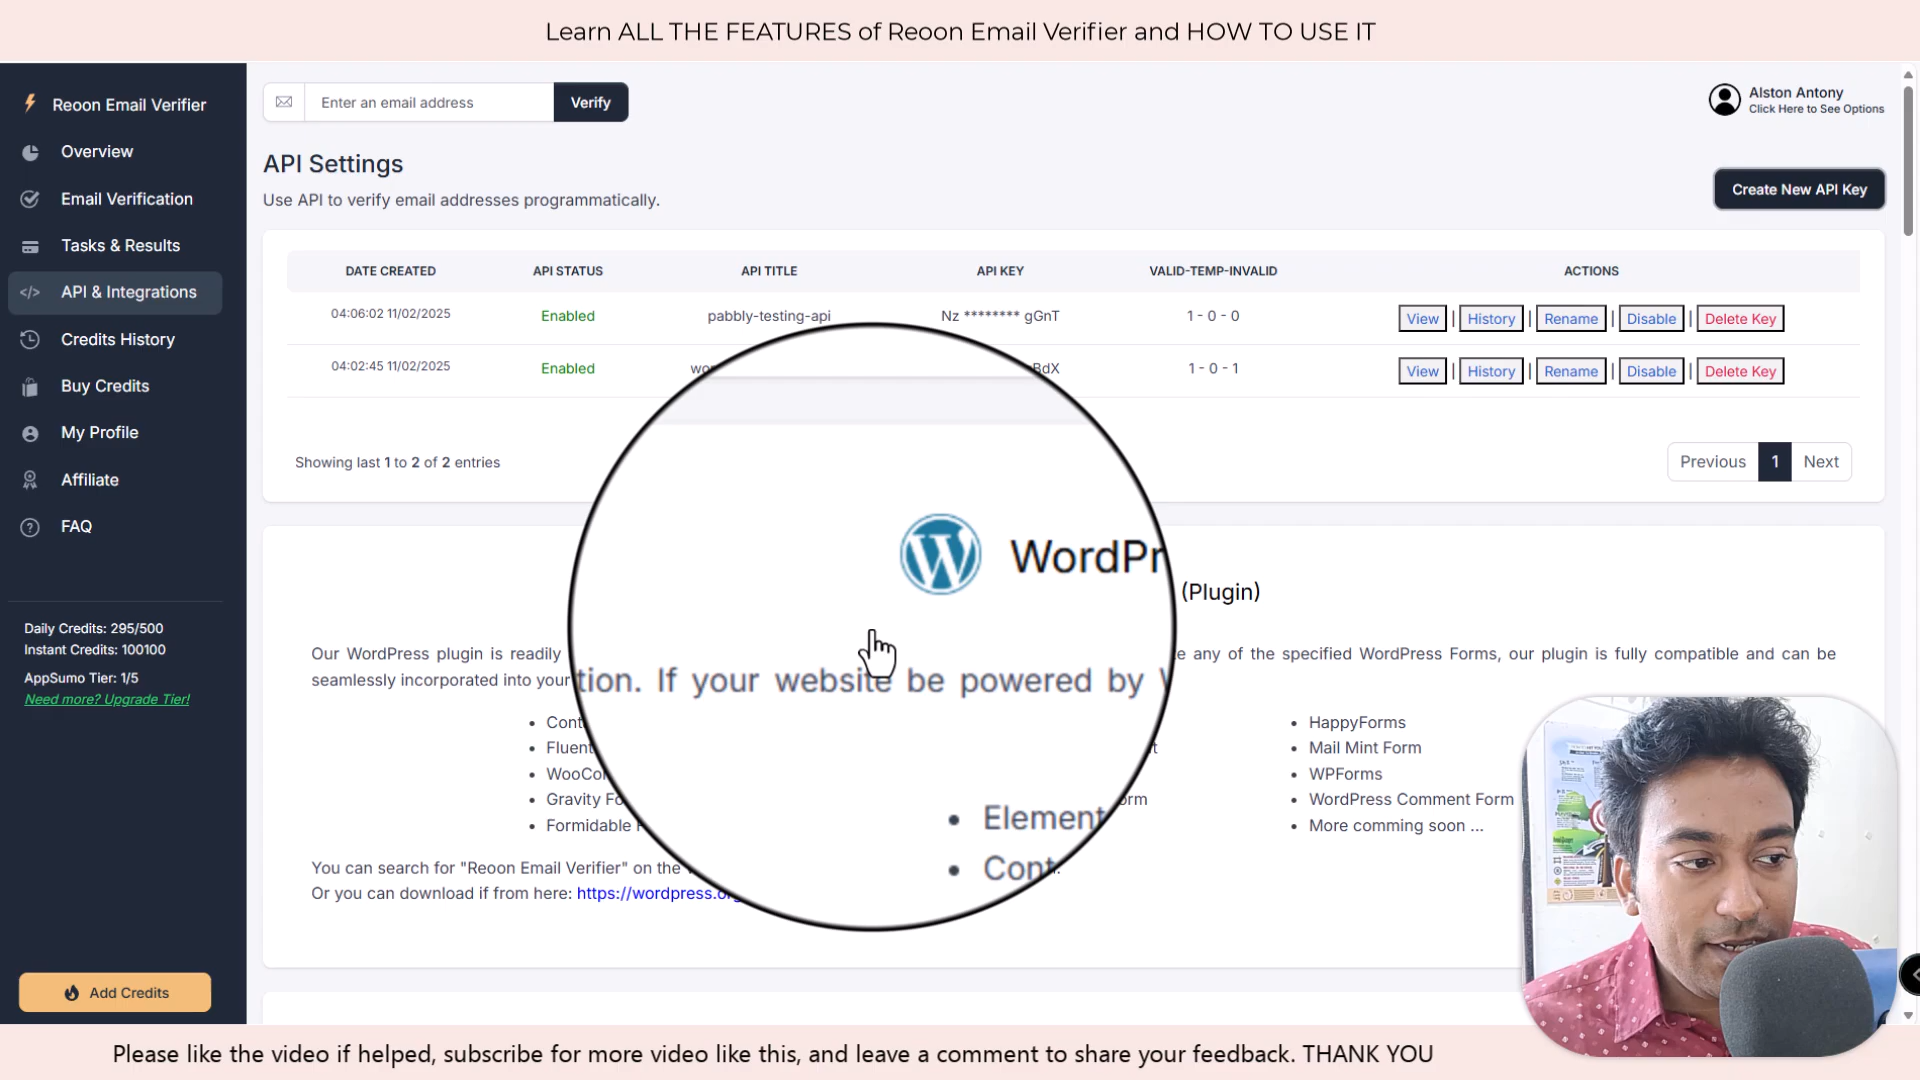 Learn ALL THE FEATURES of Reoon Email Verifier and HOW TO USE IT
Reoon Email Verifier
Overview
Email Verification
Tasks & Results
API & Integrations
Credits History
Buy Credits
My Profile
Affiliate
FAQ
Daily Credits: 295/500
Instant Credits: 100100
AppSumo Tier: 1/5
Need more? Upgrade Tier!
Add Credits
Enter an email address
Verify
Alston Antony
Click Here to See Options
API Settings
Use API to verify email addresses programmatically.
Create New API Key
DATE CREATED API STATUS API TITLE API KEY VALID-TEMP-INVALID ACTIONS
04:06:02 11/02/2025 Enabled pabbly-testing-api Nz ******** gGnT 1 - 0 - 0 View | History | Rename | Disable | Delete Key
04:02:45 11/02/2025 Enabled BdX 1 - 0 - 1 View | History | Rename | Disable | Delete Key
Showing last 1 to 2 of 2 entries
Previous 1 Next
WordPr
(Plugin)
Our WordPress plugin is readily any of the specified WordPress Forms, our plugin is fully compatible and can be
seamlessly incorporated into your
tion. If your website be powered by
Cont
Fluent
WooCo
Gravity Fo
Formidable
Element
Cont
HappyForms
Mail Mint Form
WPForms
WordPress Comment Form
More comming soon ...
You can search for "Reoon Email Verifier" on the
Or you can download if from here: https://wordpress.org
Please like the video if helped, subscribe for more video like this, and leave a comment to share your feedback. THANK YOU